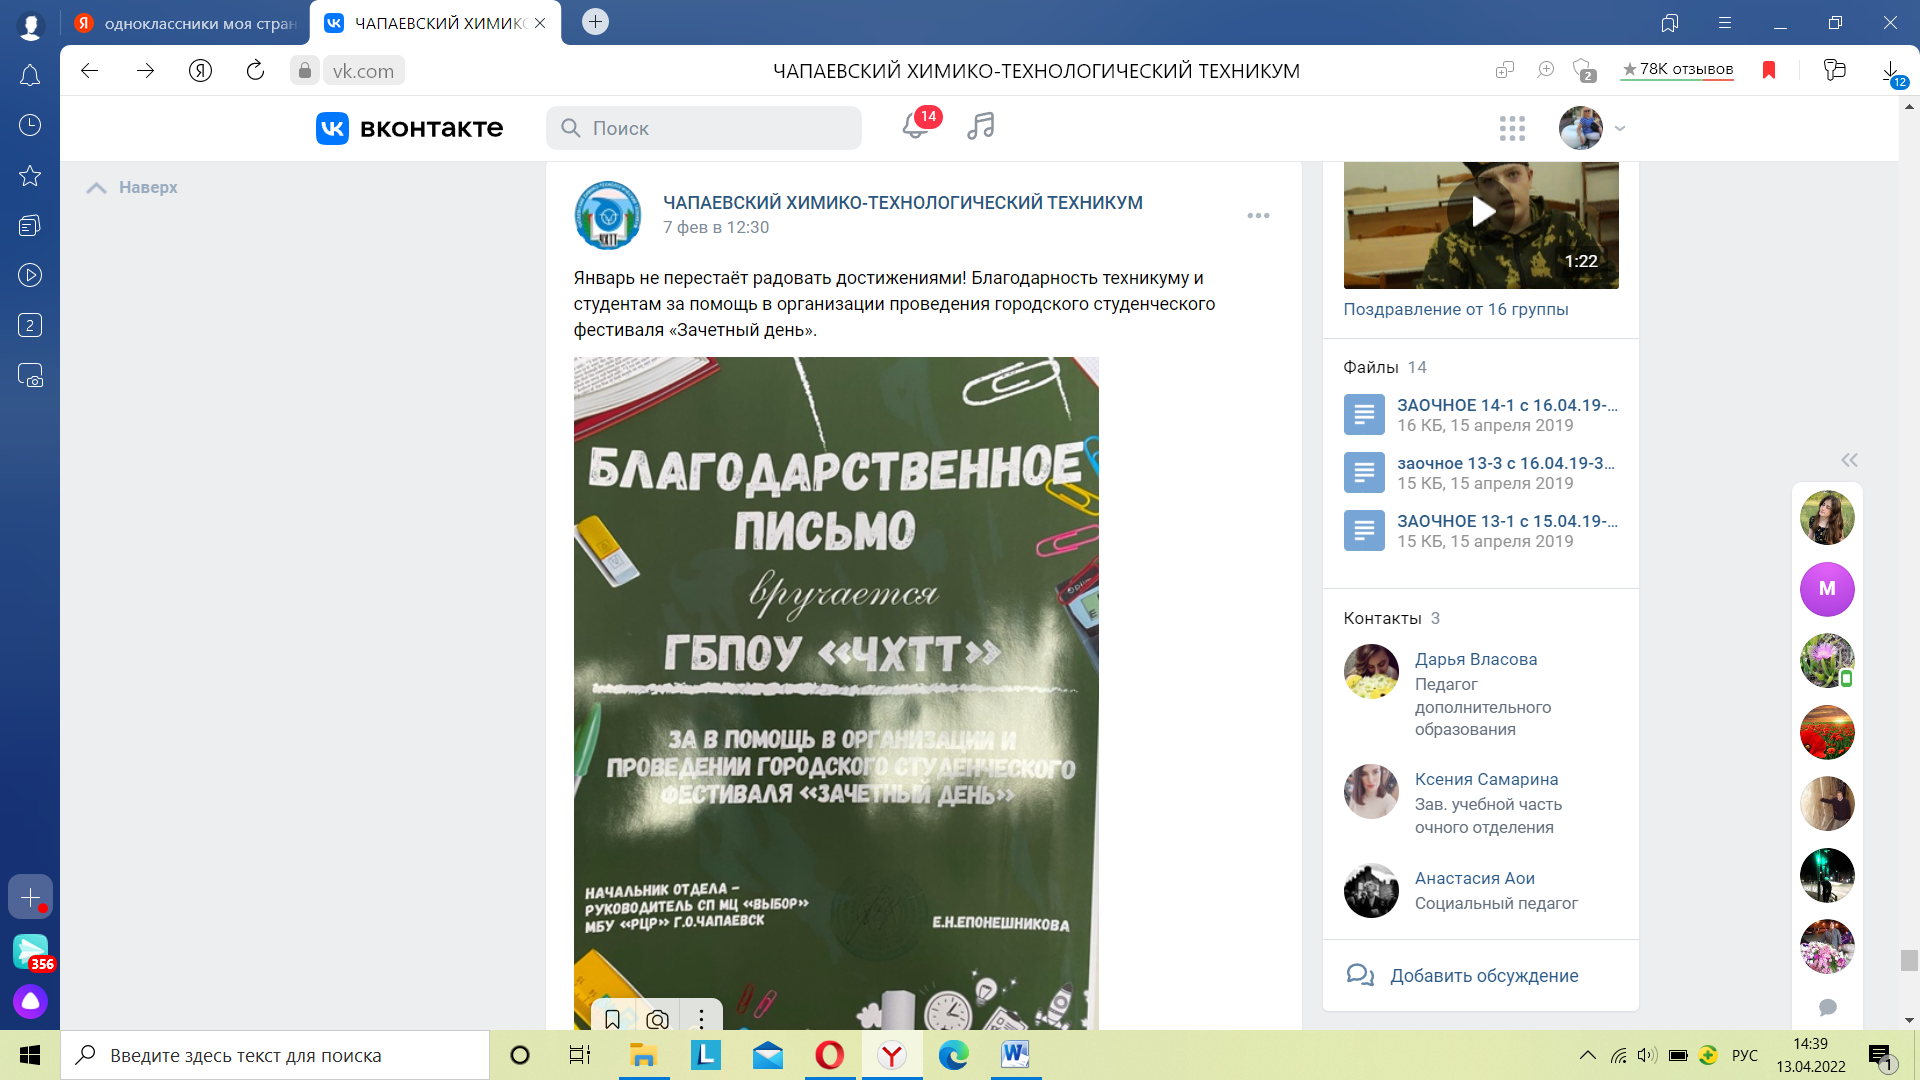 одноклассники моя стран
ЧАПАЕВСКИЙ ХИМИКО
vk.com
ЧАПАЕВСКИЙ ХИМИКО-ТЕХНОЛОГИЧЕСКИЙ ТЕХНИКУМ
2
★78K отзывов
12
вконтакте
Поиск
14
Наверх
ЧАПАЕВСКИЙ ХИМИКО-ТЕХНОЛОГИЧЕСКИЙ ТЕХНИКУМ
7 фев в 12:30
Январь не перестаёт радовать достижениями! Благодарность техникуму и
студентам за помощь в организации проведения городского студенческого
фестиваля «Зачетный день».
БЛАГОДАРСТВЕННОЕ
ПИСЬМО
вручается
ГБПОУ «ЧХТТ»
ЗА В ПОМОЩЬ В ОРГАНИЗАЦИИ И
ПРОВЕДЕНИИ ГОРОДСКОГО СТУДЕНЧЕСКОГО
ФЕСТИВАЛЯ «ЗАЧЕТНЫЙ ДЕНЬ»
НАЧАЛЬНИК ОТДЕЛА –
РУКОВОДИТЕЛЬ СП МЦ «ВЫБОР»
МБУ «РЦР» Г.О.ЧАПАЕВСК
Е.Н.ЕПОНЕШНИКОВА
1:22
Поздравление от 16 группы
Файлы 14
ЗАОЧНОЕ 14-1 с 16.04.19-...
16 КБ, 15 апреля 2019
заочное 13-3 с 16.04.19-3...
15 КБ, 15 апреля 2019
ЗАОЧНОЕ 13-1 с 15.04.19-...
15 КБ, 15 апреля 2019
Контакты 3
Дарья Власова
Педагог
дополнительного
образования
Ксения Самарина
Зав. учебной часть
очного отделения
Анастасия Аои
Социальный педагог
Добавить обсуждение
M
2
356
Введите здесь текст для поиска
РУС
14:39
13.04.2022
1